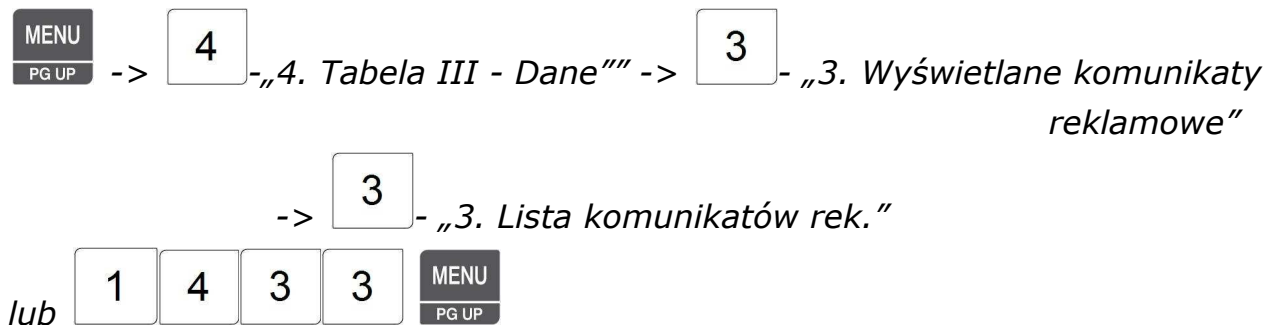 MENU
PG UP -> 4 -„4. Tabela III - Dane"" -> 3 - „3. Wyświetlane komunikaty
reklamowe"
-> 3 - „3. Lista komunikatów rek."
lub 1 4 3 3 MENU
PG UP